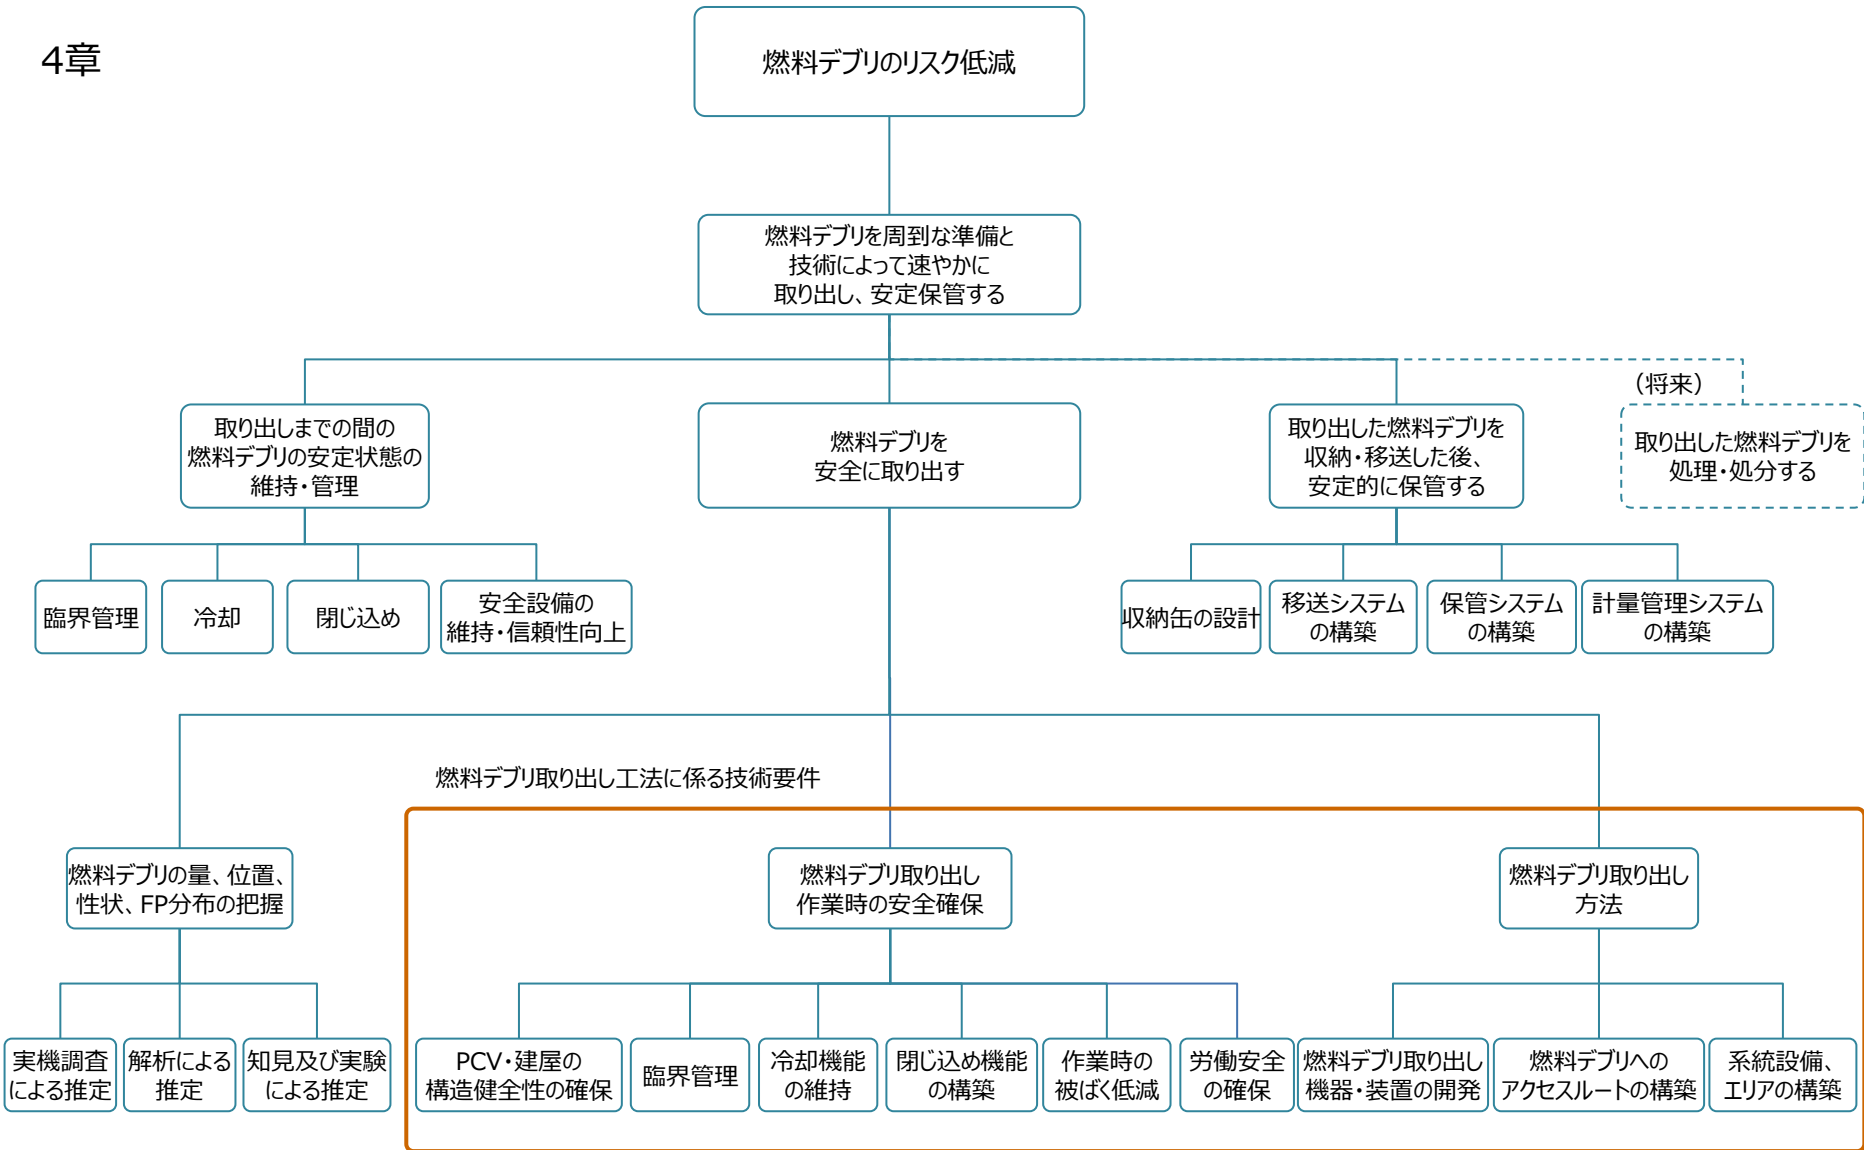 4章
燃料デブリのリスク低減
燃料デブリを周到な準備と
技術によって速やかに
取り出し、安定保管する
(将来)
取り出しまでの間の
燃料デブリの安定状態の
維持・管理
燃料デブリを
安全に取り出す
取り出した燃料デブリを
収納・移送した後、
安定的に保管する
取り出した燃料デブリを
処理・処分する
臨界管理
冷却
閉じ込め
安全設備の
維持・信頼性向上
収納缶の設計
移送システム
の構築
保管システム
の構築
計量管理システム
の構築
燃料デブリ取り出し工法に係る技術要件
燃料デブリの量、位置、
性状、FP分布の把握
燃料デブリ取り出し
作業時の安全確保
燃料デブリ取り出し
方法
実機調査
による推定
解析による
推定
知見及び実験
による推定
PCV・建屋の
構造健全性の確保
臨界管理
冷却機能
の維持
閉じ込め機能
の構築
作業時の
被ばく低減
労働安全
の確保
燃料デブリ取り出し
機器・装置の開発
燃料デブリへの
アクセスルートの構築
系統設備、
エリアの構築